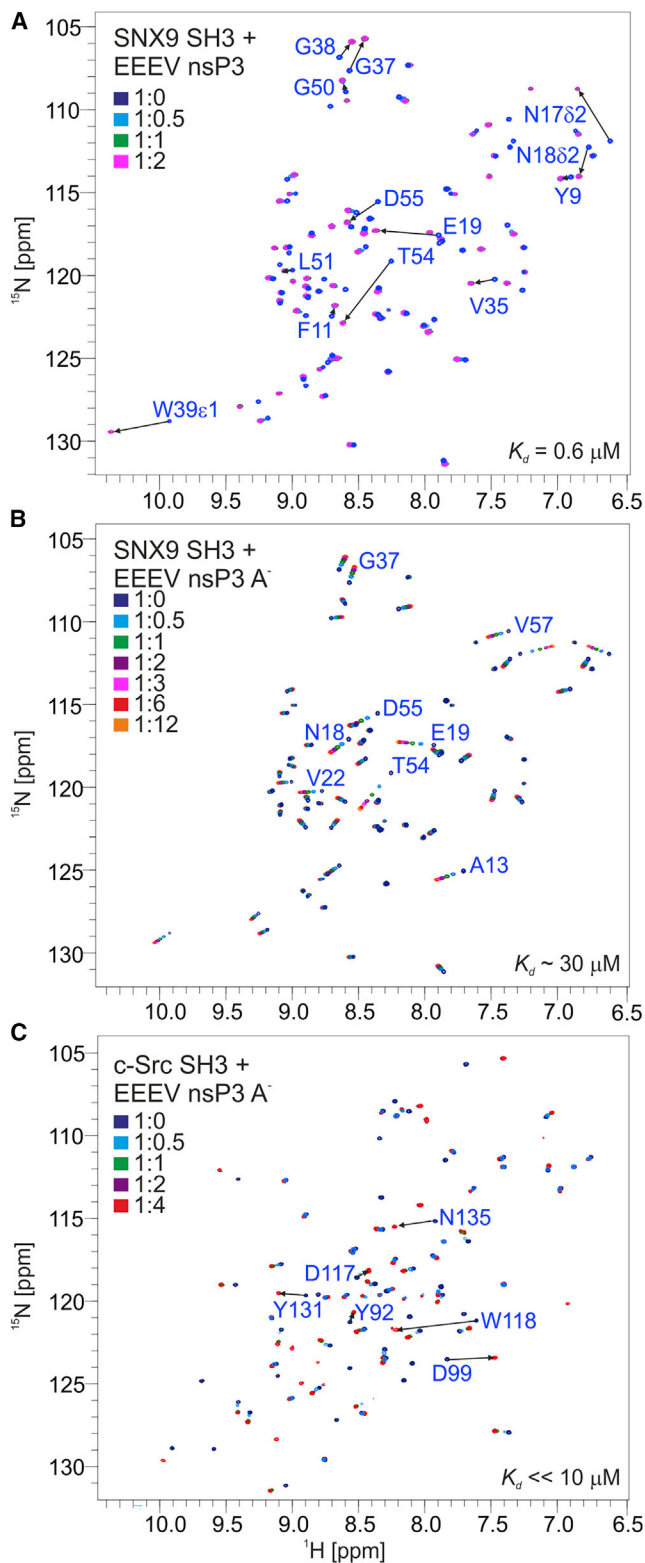 A
SNX9 SH3 +
EEEV nsP3
1:0
1:0.5
1:1
1:2
G38
G37
G50
N17δ2
N18δ2
Y9
D55
E19
L51
T54
F11
V35
W39ε1
Kd = 0.6 μM
105
110
115
120
125
130
¹⁵N [ppm]
10.0 9.5 9.0 8.5 8.0 7.5 7.0 6.5
B
SNX9 SH3 +
EEEV nsP3 A⁻
1:0
1:0.5
1:1
1:2
1:3
1:6
1:12
G37
V57
D55
N18
E19
T54
V22
A13
Kd ~ 30 μM
105
110
115
120
125
130
¹⁵N [ppm]
10.0 9.5 9.0 8.5 8.0 7.5 7.0 6.5
C
c-Src SH3 +
EEEV nsP3 A⁻
1:0
1:0.5
1:1
1:2
1:4
N135
D117
Y131 Y92
W118
D99
Kd << 10 μM
105
110
115
120
125
130
¹⁵N [ppm]
10.0 9.5 9.0 8.5 8.0 7.5 7.0 6.5
¹H [ppm]